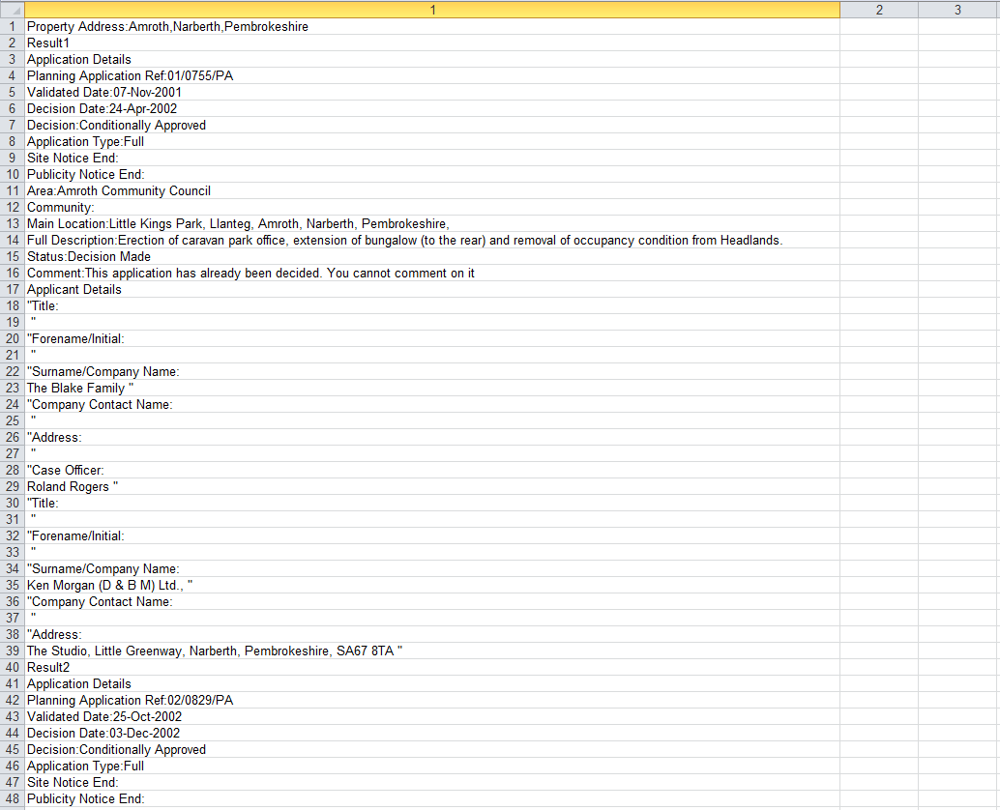 1 2 3
1 Property Address:Amroth,Narberth,Pembrokeshire
2 Result1
3 Application Details
4 Planning Application Ref:01/0755/PA
5 Validated Date:07-Nov-2001
6 Decision Date:24-Apr-2002
7 Decision:Conditionally Approved
8 Application Type:Full
9 Site Notice End:
10 Publicity Notice End:
11 Area:Amroth Community Council
12 Community:
13 Main Location:Little Kings Park, Llanteg, Amroth, Narberth, Pembrokeshire,
14 Full Description:Erection of caravan park office, extension of bungalow (to the rear) and removal of occupancy condition from Headlands.
15 Status:Decision Made
16 Comment:This application has already been decided. You cannot comment on it
17 Applicant Details
18 "Title:
19 "
20 "Forename/Initial:
21 "
22 "Surname/Company Name:
23 The Blake Family "
24 "Company Contact Name:
25 "
26 "Address:
27 "
28 "Case Officer:
29 Roland Rogers "
30 "Title:
31 "
32 "Forename/Initial:
33 "
34 "Surname/Company Name:
35 Ken Morgan (D & B M) Ltd., "
36 "Company Contact Name:
37 "
38 "Address:
39 The Studio, Little Greenway, Narberth, Pembrokeshire, SA67 8TA "
40 Result2
41 Application Details
42 Planning Application Ref:02/0829/PA
43 Validated Date:25-Oct-2002
44 Decision Date:03-Dec-2002
45 Decision:Conditionally Approved
46 Application Type:Full
47 Site Notice End:
48 Publicity Notice End: